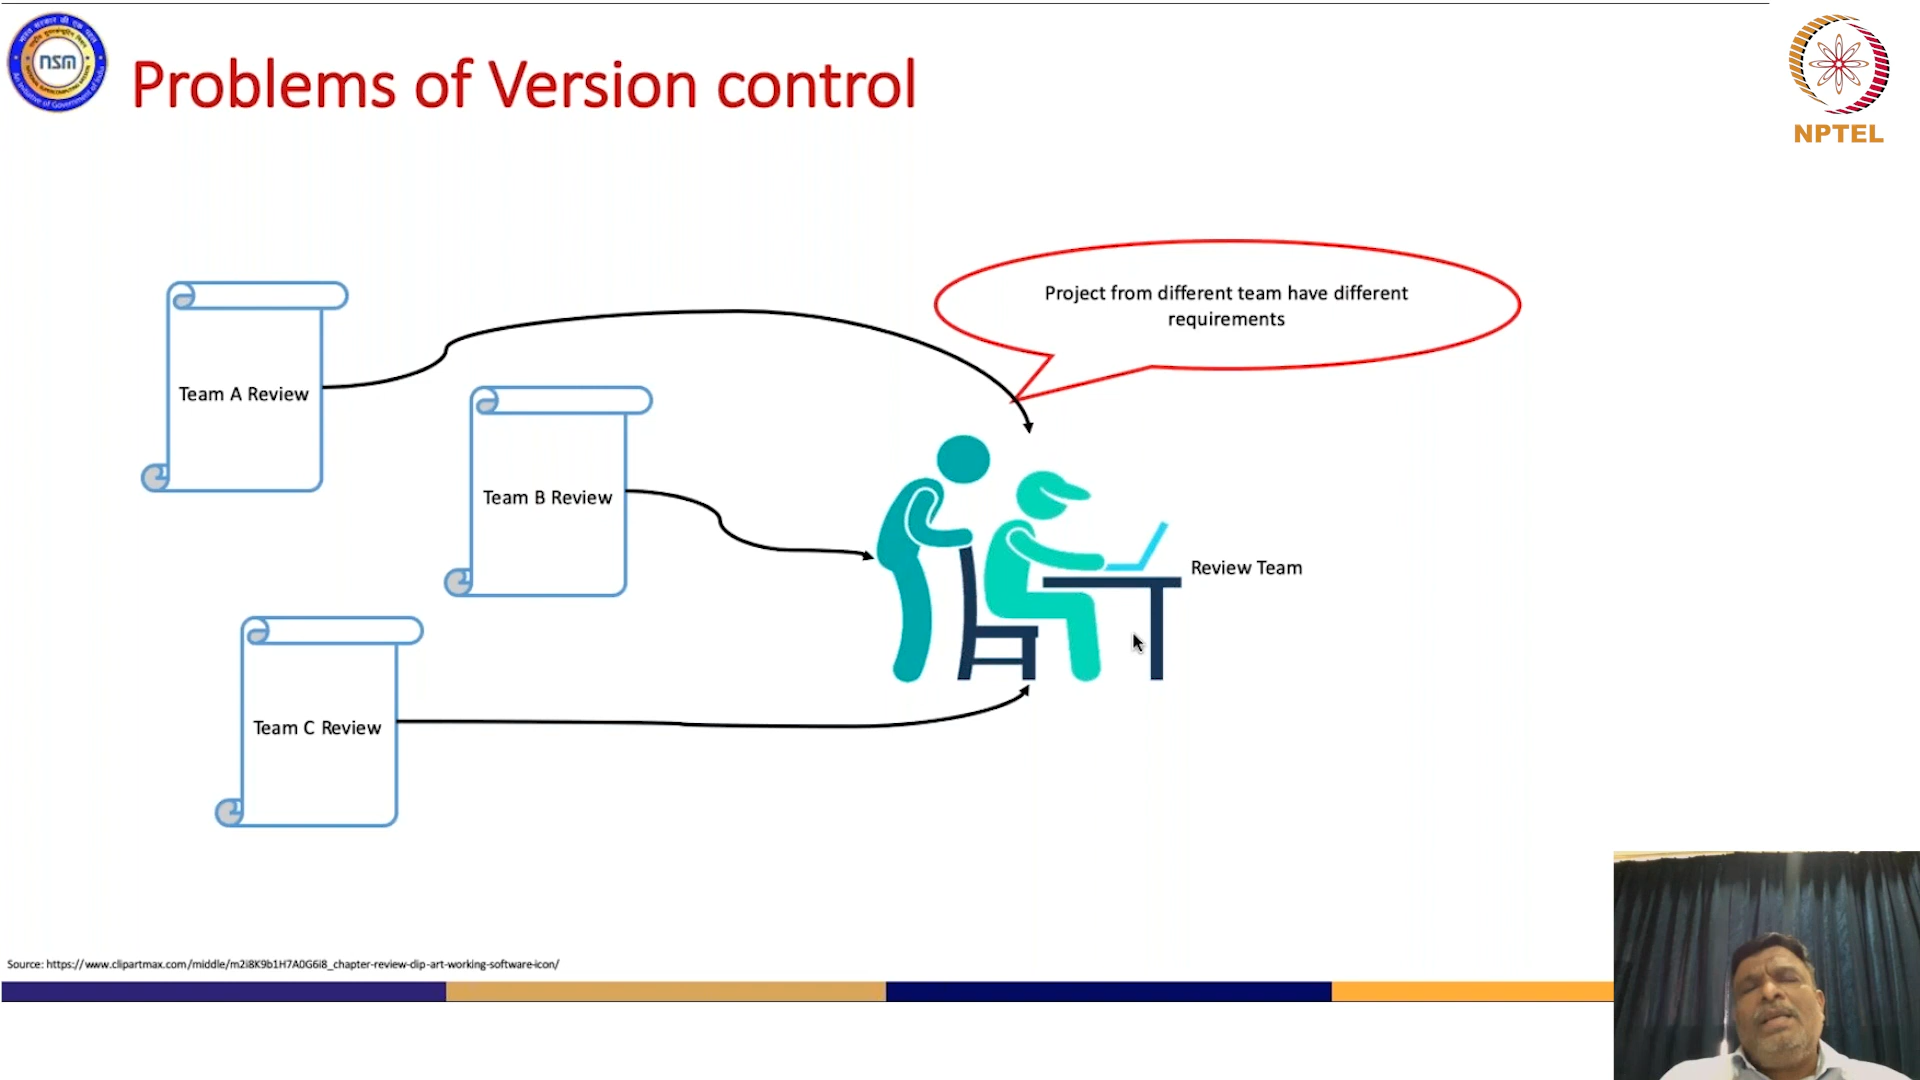 nsm
Problems of Version control
NPTEL
Project from different team have different
requirements
Team A Review
Team B Review
Review Team
Team C Review
Source: https://www.clipartmax.com/middle/m2i8K9b1H7A0G6i8_chapter-review-clip-art-working-software-icon/